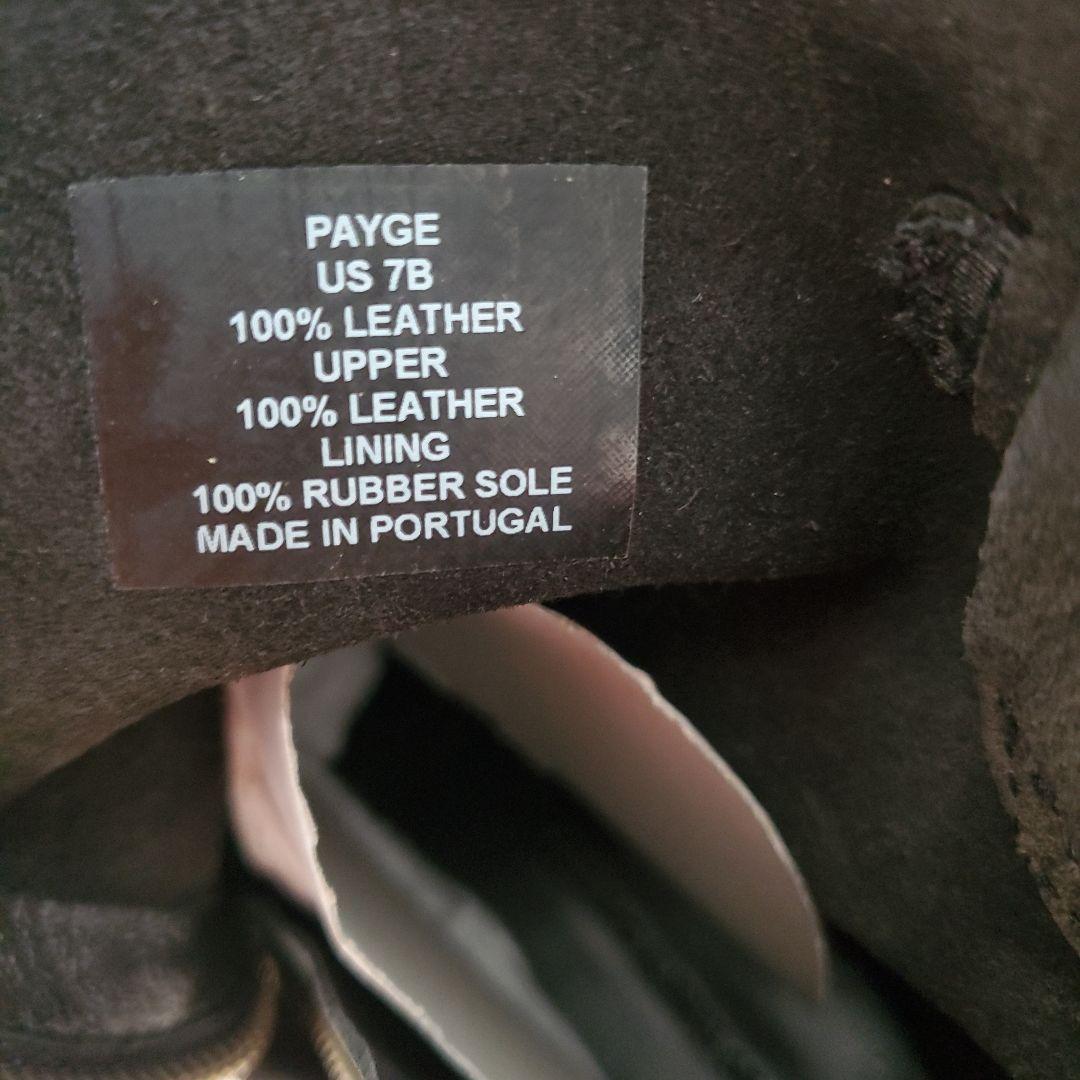 PAYGE
US 7B
100% LEATHER
UPPER
100% LEATHER
LINING
100% RUBBER SOLE
MADE IN PORTUGAL